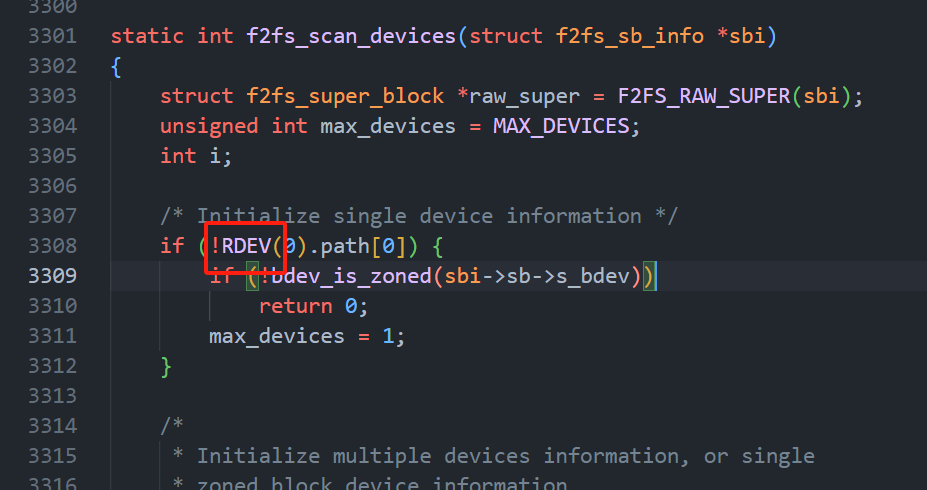 3300
3301 static int f2fs_scan_devices(struct f2fs_sb_info *sbi)
3302 {
3303     struct f2fs_super_block *raw_super = F2FS_RAW_SUPER(sbi);
3304     unsigned int max_devices = MAX_DEVICES;
3305     int i;
3306
3307     /* Initialize single device information */
3308     if (!RDEV(0).path[0]) {
3309         if (!bdev_is_zoned(sbi->sb->s_bdev))
3310             return 0;
3311         max_devices = 1;
3312     }
3313
3314     /*
3315      * Initialize multiple devices information, or single
3316      * zoned block device information